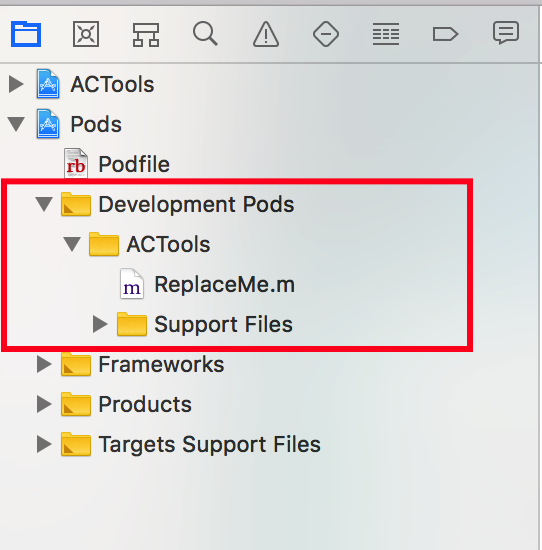 ACTools
Pods
rb Podfile
Development Pods
ACTools
m ReplaceMe.m
Support Files
Frameworks
Products
Targets Support Files